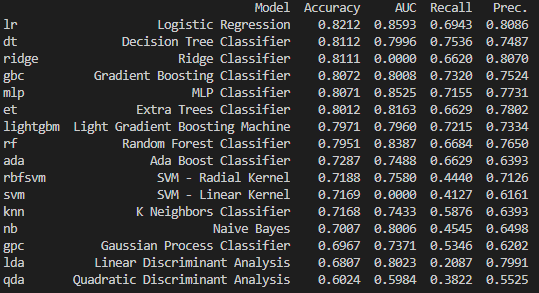 Model Accuracy AUC Recall Prec.
lr Logistic Regression 0.8212 0.8593 0.6943 0.8086
dt Decision Tree Classifier 0.8112 0.7996 0.7536 0.7487
ridge Ridge Classifier 0.8111 0.0000 0.6620 0.8070
gbc Gradient Boosting Classifier 0.8072 0.8008 0.7320 0.7524
mlp MLP Classifier 0.8071 0.8525 0.7155 0.7731
et Extra Trees Classifier 0.8012 0.8163 0.6629 0.7802
lightgbm Light Gradient Boosting Machine 0.7971 0.7960 0.7215 0.7334
rf Random Forest Classifier 0.7951 0.8387 0.6684 0.7650
ada Ada Boost Classifier 0.7287 0.7488 0.6629 0.6393
rbfsvm SVM - Radial Kernel 0.7188 0.7580 0.4440 0.7126
svm SVM - Linear Kernel 0.7169 0.0000 0.4127 0.6161
knn K Neighbors Classifier 0.7168 0.7433 0.5876 0.6393
nb Naive Bayes 0.7007 0.8006 0.4545 0.6498
gpc Gaussian Process Classifier 0.6967 0.7371 0.5346 0.6202
lda Linear Discriminant Analysis 0.6807 0.8023 0.2087 0.7991
qda Quadratic Discriminant Analysis 0.6024 0.5984 0.3822 0.5525